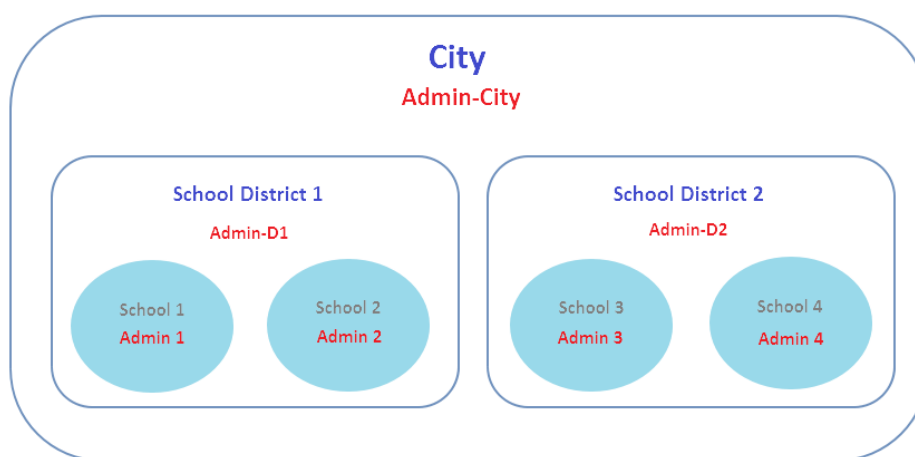 City
Admin-City
School District 1
Admin-D1
School 1
Admin 1
School 2
Admin 2
School District 2
Admin-D2
School 3
Admin 3
School 4
Admin 4